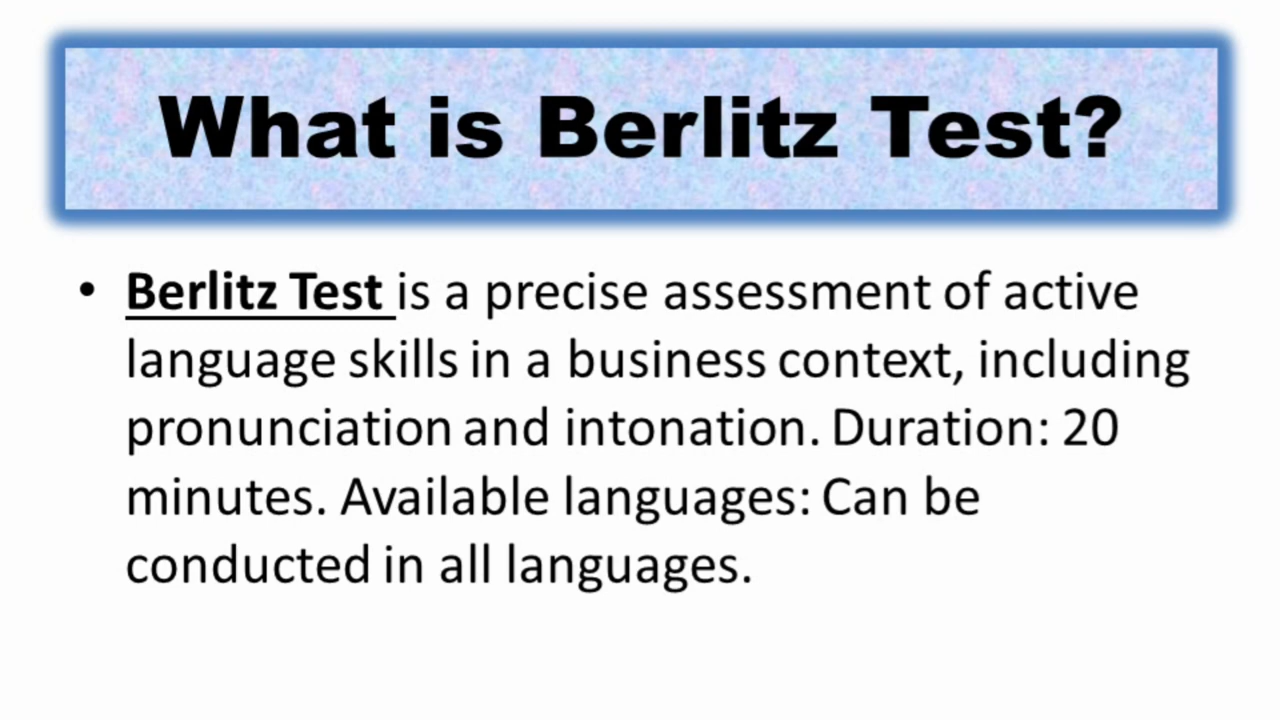 What is Berlitz Test?
• Berlitz Test is a precise assessment of active
language skills in a business context, including
pronunciation and intonation. Duration: 20
minutes. Available languages: Can be
conducted in all languages.